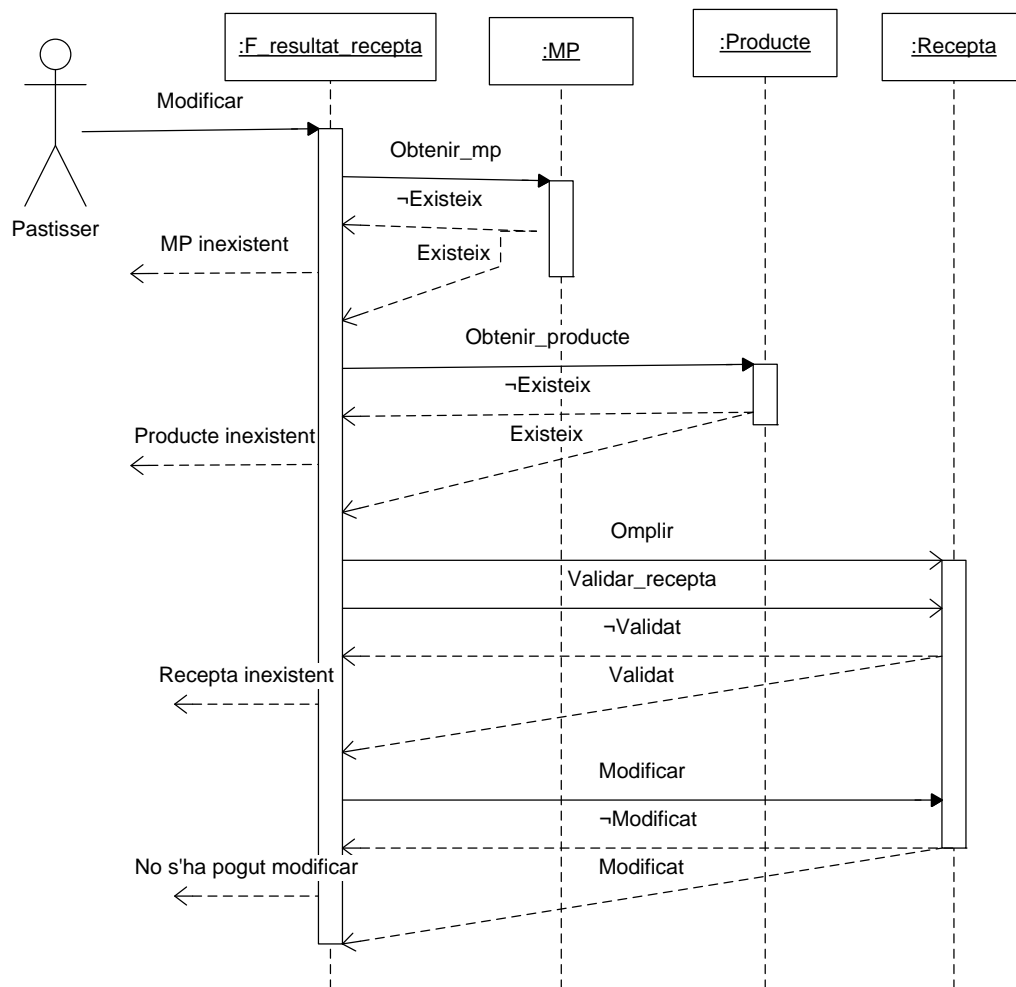 :F_resultat_recepta
:MP
:Producte
:Recepta
Modificar
Pastisser
Obtenir_mp
¬Existeix
MP inexistent
Existeix
Obtenir_producte
¬Existeix
Producte inexistent
Existeix
Omplir
Validar_recepta
¬Validat
Recepta inexistent
Validat
Modificar
¬Modificat
No s'ha pogut modificar
Modificat